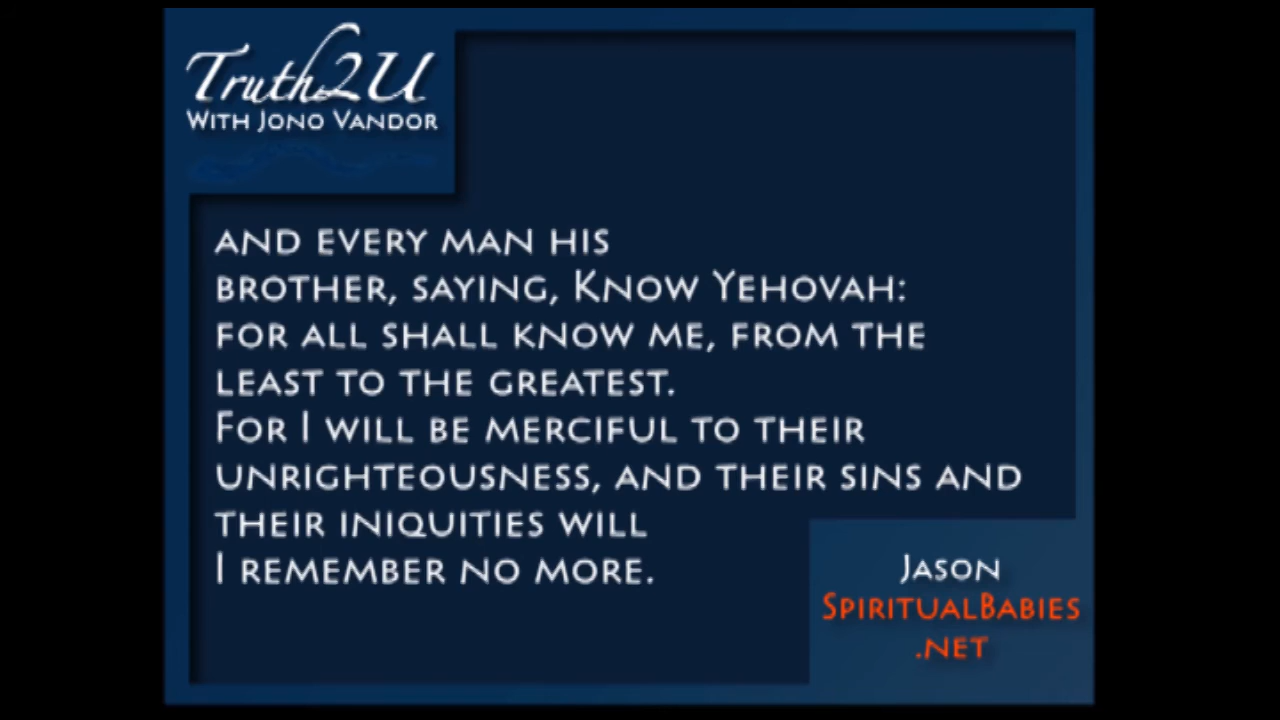 Truth2U
With Jono Vandor
and every man his
brother, saying, Know Yehovah:
for all shall know me, from the
least to the greatest.
For I will be merciful to their
unrighteousness, and their sins and
their iniquities will
I remember no more.
Jason
SpiritualBabies
.net